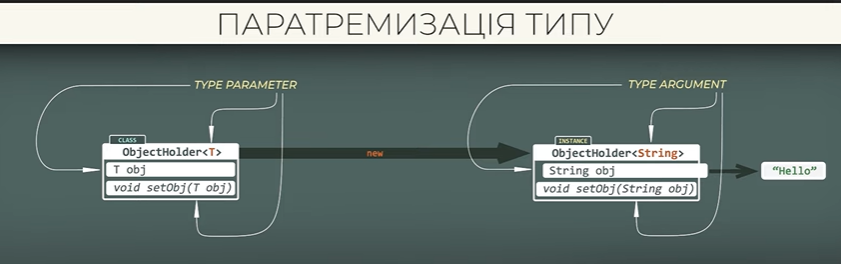 ПАРАТРЕМИЗАЦІЯ ТИПУ
TYPE PARAMETER
CLASS
ObjectHolder<T>
T obj
void setObj(T obj)
new
TYPE ARGUMENT
INSTANCE
ObjectHolder<String>
String obj
void setObj(String obj)
“Hello”